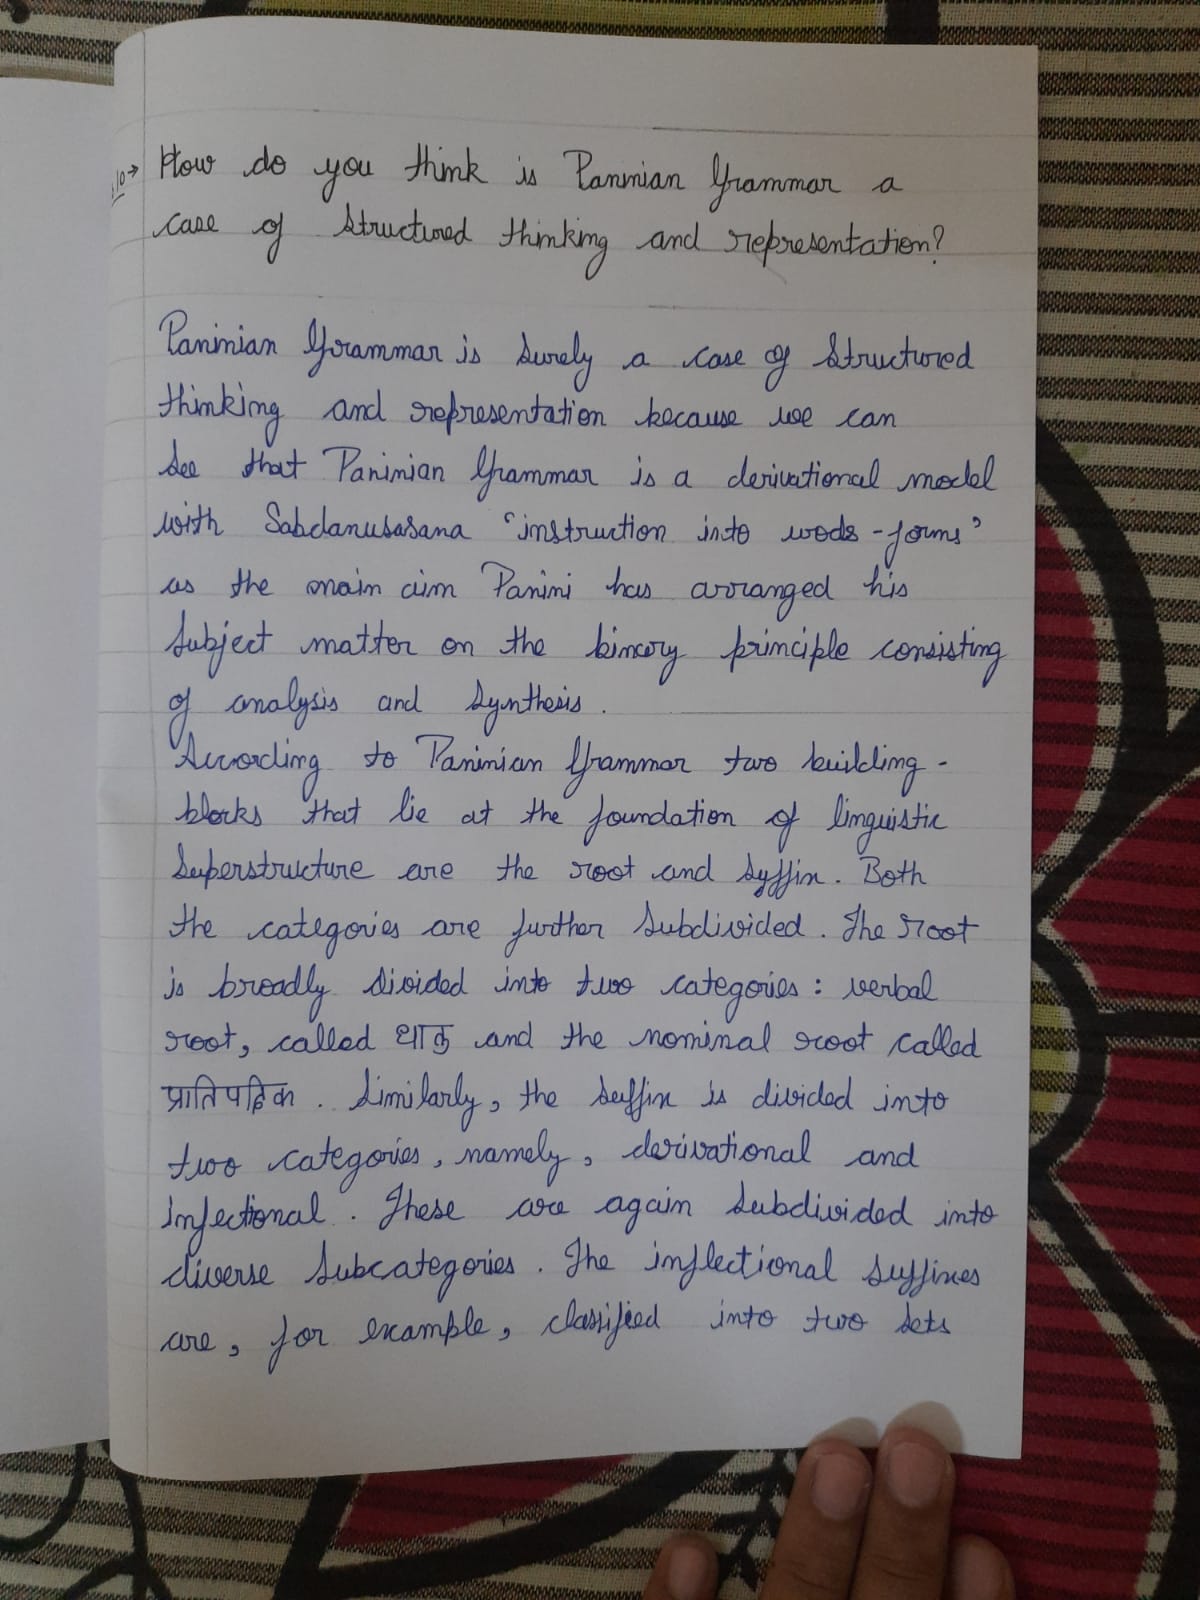 10→ How do you think is Paninian Grammar a
case of structured thinking and representation?
Paninian Grammar is surely a case of structured
thinking and representation because we can
see that Paninian Grammar is a derivational model
with Sabdanusasana "instruction into wods-forms"
as the main aim Panini has arranged his
subject matter on the binary principle consisting
of analysis and synthesis.
According to Paninian Grammar two building-
blocks that lie at the foundation of linguistic
superstructure are the root and syffix. Both
the categories are further subdivided. The root
is broadly divided into two categories: verbal
root, called धातु and the nominal root called
प्रातिपद्दिक. Similarly, the suffix is divided into
two categories, namely, derivational and
infectional. These are again subdivided into
diverse subcategories. The inflectional suffixes
are, for example, classified into two sets